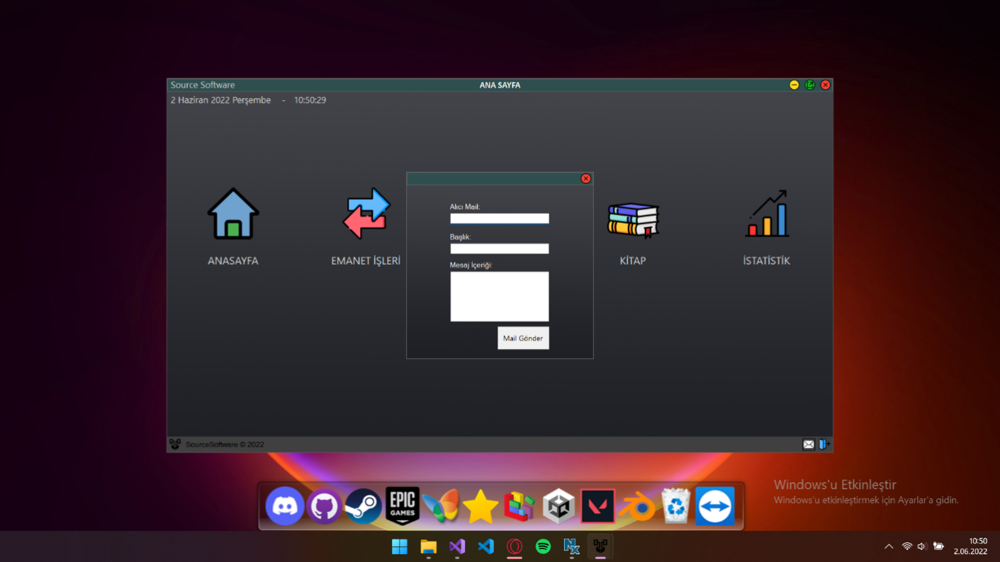 Source Software
ANA SAYFA
2 Haziran 2022 Perşembe - 10:50:29
Alıcı Mail:
Başlık:
Mesaj İçeriği:
Mail Gönder
ANASAYFA
EMANET İŞLERİ
KİTAP
İSTATİSTİK
SourceSoftware © 2022
EPIC
GAMES
Windows'u Etkinleştir
Windows'u etkinleştirmek için Ayarlar'a gidin.
10:50
2.06.2022